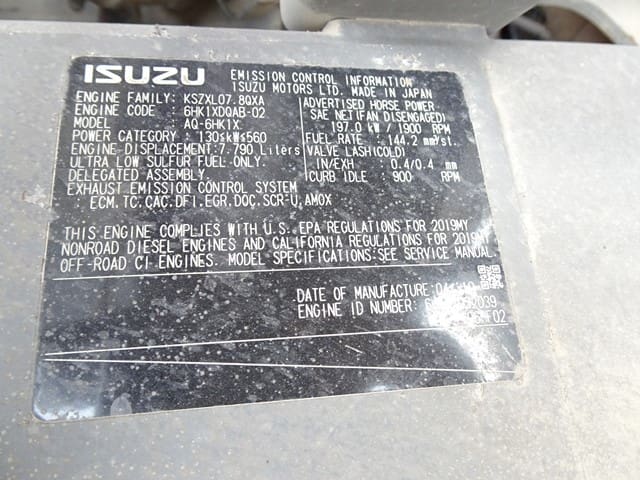 ISUZU EMISSION CONTROL INFORMATION
ISUZU MOTORS LTD. MADE IN JAPAN
ENGINE FAMILY: KSZXL07.8QXA
ENGINE CODE : 6HK1XDQAB-02
MODEL : AQ-6HK1X
POWER CATEGORY : 130≤kW≤560
ENGINE DISPLACEMENT:7.790 Liters
ULTRA LOW SULFUR FUEL ONLY.
DELEGATED ASSEMBLY.
EXHAUST EMISSION CONTROL SYSTEM
: ECM,TC,CAC,DFI,EGR,DOC,SCR-U,AMOX
ADVERTISED HORSE POWER
SAE NET(FAN DISENGAGED)
197.0 kW / 1900 RPM
FUEL RATE: 144.2 mm³/st.
VALVE LASH(COLD)
IN/EXH : 0.4/0.4 mm
CURB IDLE : 900 RPM
THIS ENGINE COMPLIES WITH U.S. EPA REGULATIONS FOR 2019MY
NONROAD DIESEL ENGINES AND CALIFORNIA REGULATIONS FOR 2019MY
OFF-ROAD CI ENGINES. MODEL SPECIFICATIONS:SEE SERVICE MANUAL
DATE OF MANUFACTURE:
ENGINE ID NUMBER: